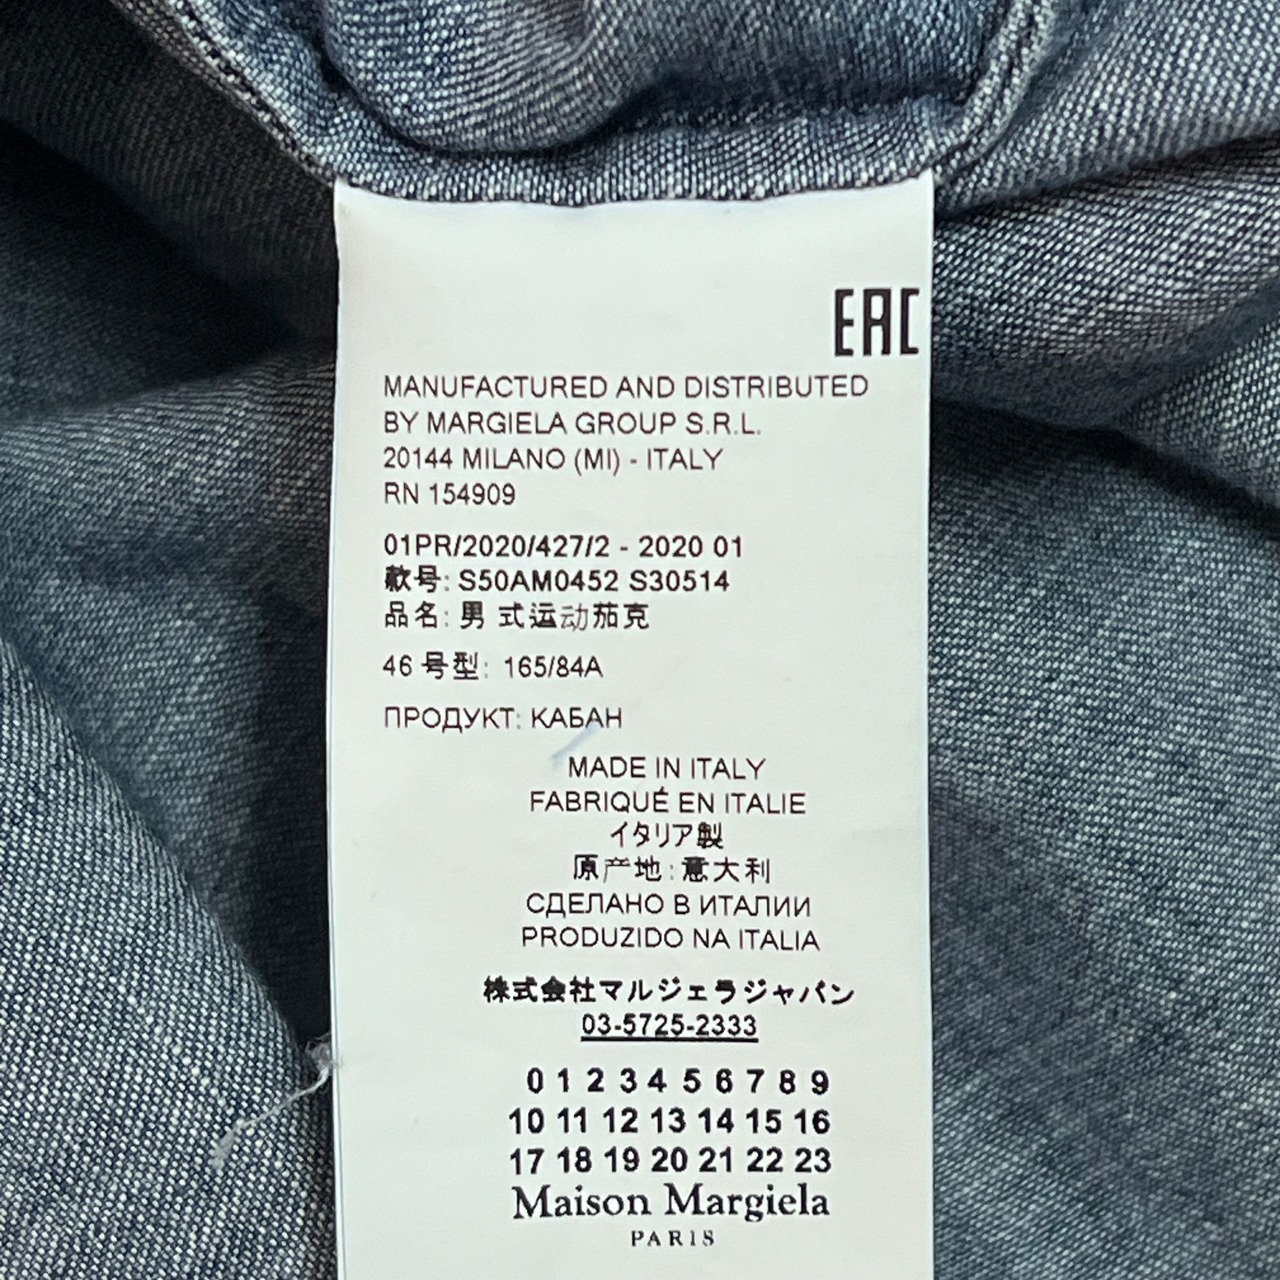 EAC
MANUFACTURED AND DISTRIBUTED
BY MARGIELA GROUP S.R.L.
20144 MILANO (MI) - ITALY
RN 154909
01PR/2020/427/2 - 2020 01
款号: S50AM0452 S30514
品名: 男 式运动茄克
46 号型: 165/84A
ПРОДУКТ: КАБАН
MADE IN ITALY
FABRIQUÉ EN ITALIE
イタリア製
原产地:意大利
СДЕЛАНО В ИТАЛИИ
PRODUZIDO NA ITALIA
株式会社マルジェラジャパン
03-5725-2333
0 1 2 3 4 5 6 7 8 9
10 11 12 13 14 15 16
17 18 19 20 21 22 23
Maison Margiela
PARIS